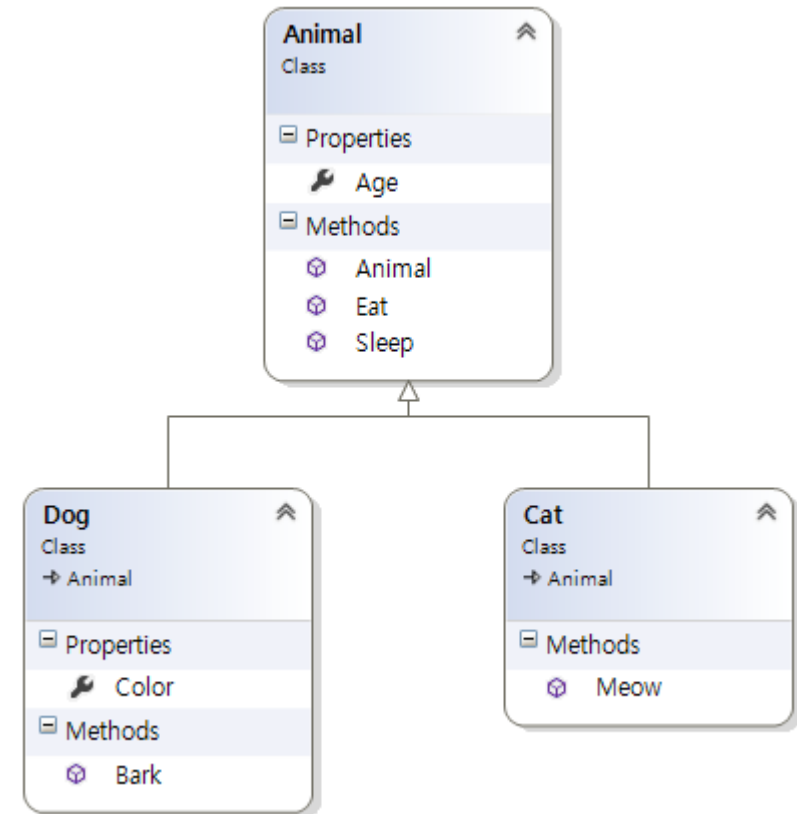 Animal
Class
Properties
Age
Methods
Animal
Eat
Sleep
Dog
Class
Animal
Properties
Color
Methods
Bark
Cat
Class
Animal
Methods
Meow